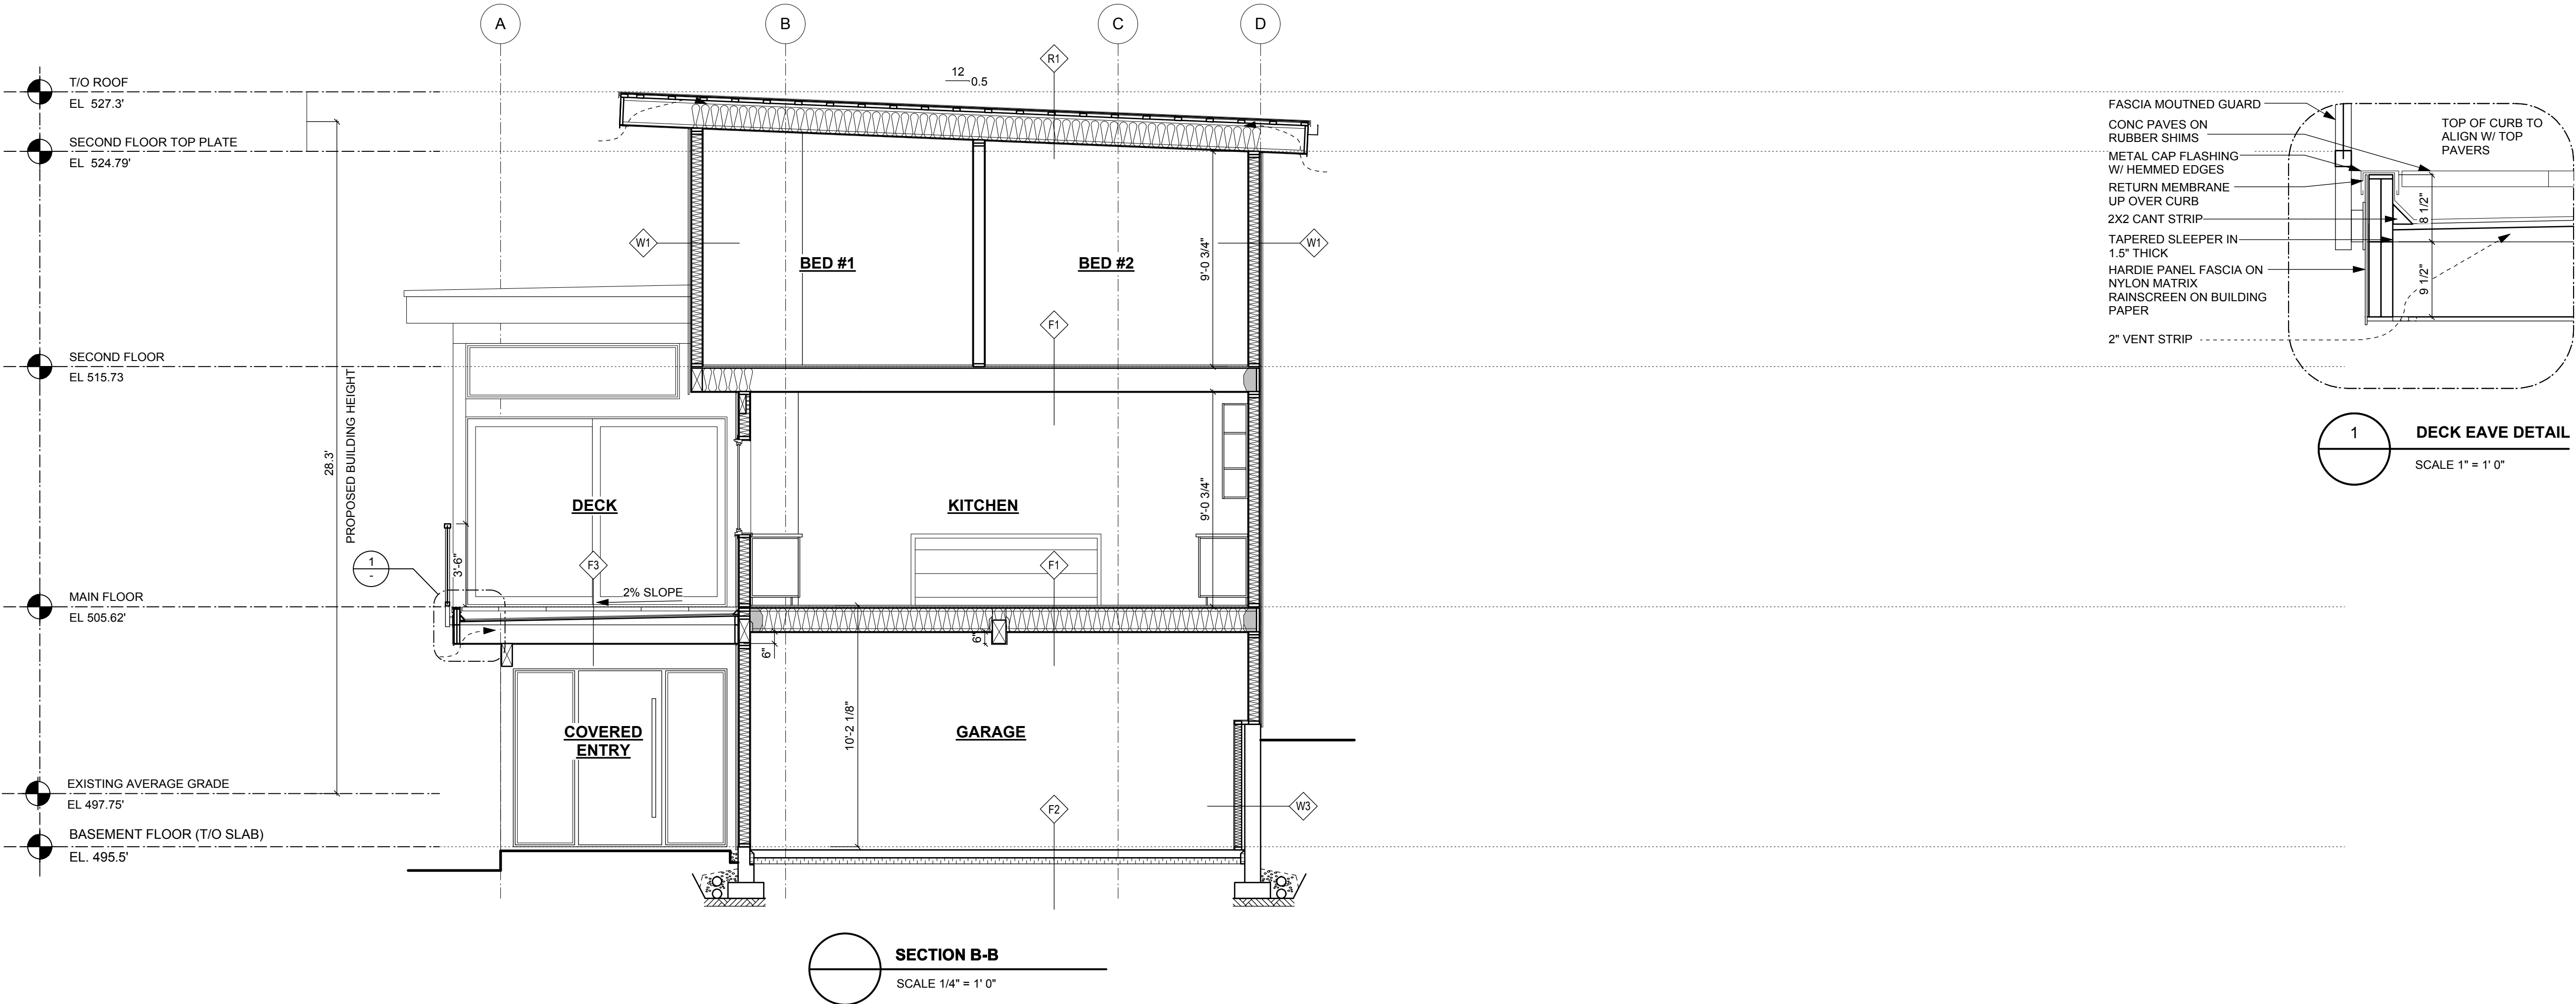 A
B
C
D
R1
12
0.5
T/O ROOF
EL 527.3'
SECOND FLOOR TOP PLATE
EL 524.79'
W1
W1
BED #1
BED #2
9'-0 3/4"
F1
SECOND FLOOR
EL 515.73
28.3'
PROPOSED BUILDING HEIGHT
DECK
KITCHEN
9'-0 3/4"
1
-
3'-6"
F3
F1
2% SLOPE
MAIN FLOOR
EL 505.62'
6"
6"
10'-2 1/8"
COVERED
ENTRY
GARAGE
EXISTING AVERAGE GRADE
EL 497.75'
F2
W3
BASEMENT FLOOR (T/O SLAB)
EL. 495.5'
SECTION B-B
SCALE 1/4" = 1' 0"
FASCIA MOUTNED GUARD
CONC PAVES ON
RUBBER SHIMS
METAL CAP FLASHING
W/ HEMMED EDGES
RETURN MEMBRANE
UP OVER CURB
2X2 CANT STRIP
TAPERED SLEEPER IN
1.5" THICK
HARDIE PANEL FASCIA ON
NYLON MATRIX
RAINSCREEN ON BUILDING
PAPER
2" VENT STRIP
TOP OF CURB TO
ALIGN W/ TOP
PAVERS
8 1/2"
9 1/2"
1
DECK EAVE DETAIL
SCALE 1" = 1' 0"